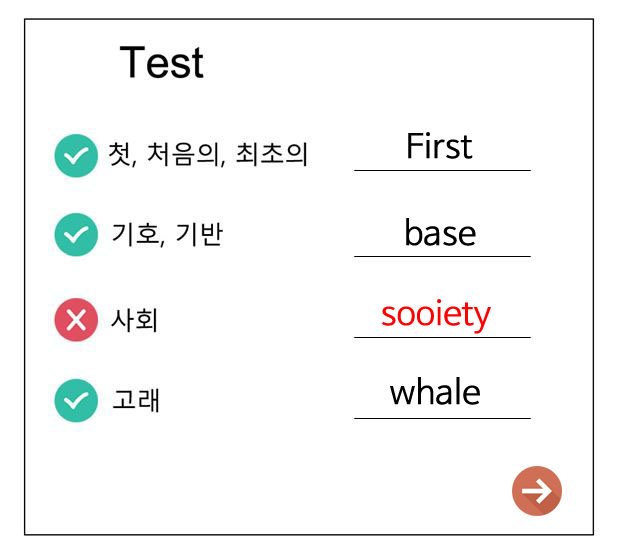 Test
첫, 처음의, 최초의 First
기호, 기반 base
사회 sooiety
고래 whale